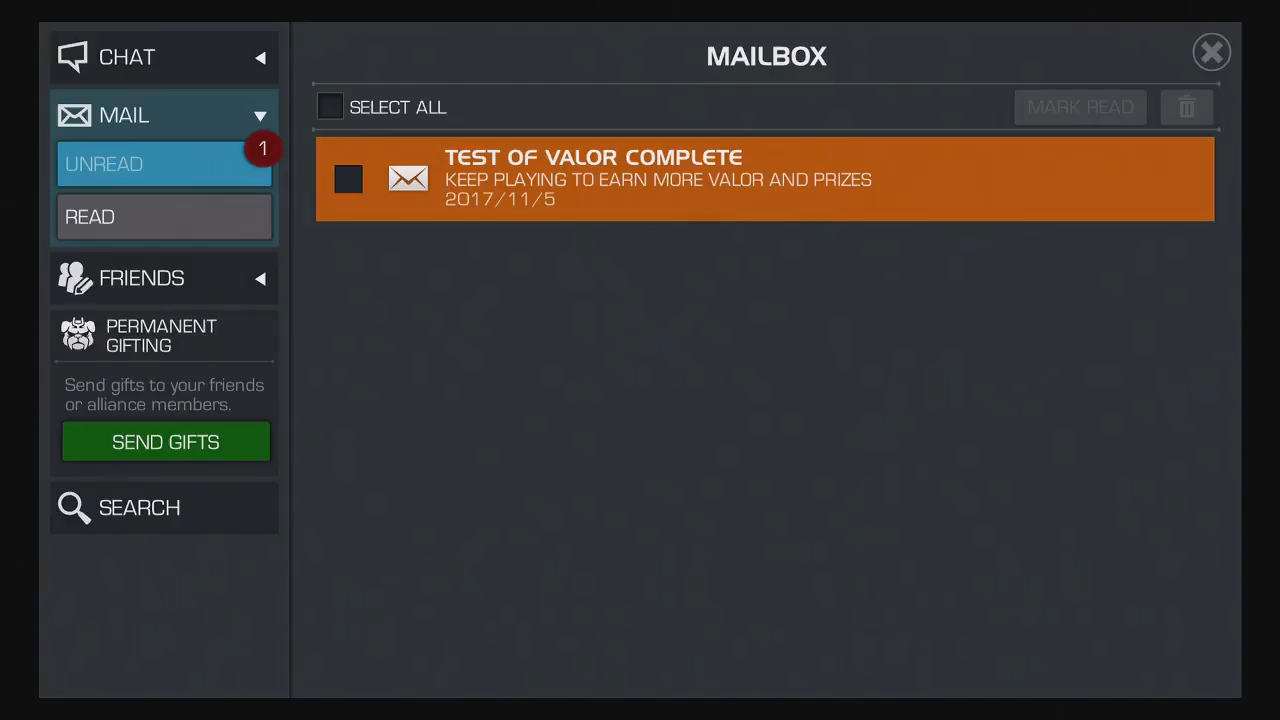 CHAT
MAIL
1
UNREAD
READ
FRIENDS
PERMANENT
GIFTING
Send gifts to your friends
or alliance members.
SEND GIFTS
SEARCH
MAILBOX
SELECT ALL
MARK READ
TEST OF VALOR COMPLETE
KEEP PLAYING TO EARN MORE VALOR AND PRIZES
2017/11/5